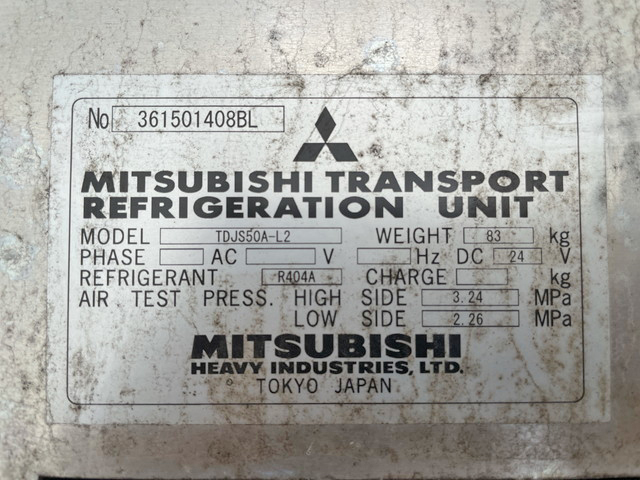 No 361501408BL
MITSUBISHI TRANSPORT
REFRIGERATION UNIT
MODEL TDJS50A-L2 WEIGHT 83 kg
PHASE AC V Hz DC 24 V
REFRIGERANT R404A CHARGE kg
AIR TEST PRESS. HIGH SIDE 3.24 MPa
LOW SIDE 2.26 MPa
MITSUBISHI
HEAVY INDUSTRIES, LTD.
TOKYO JAPAN